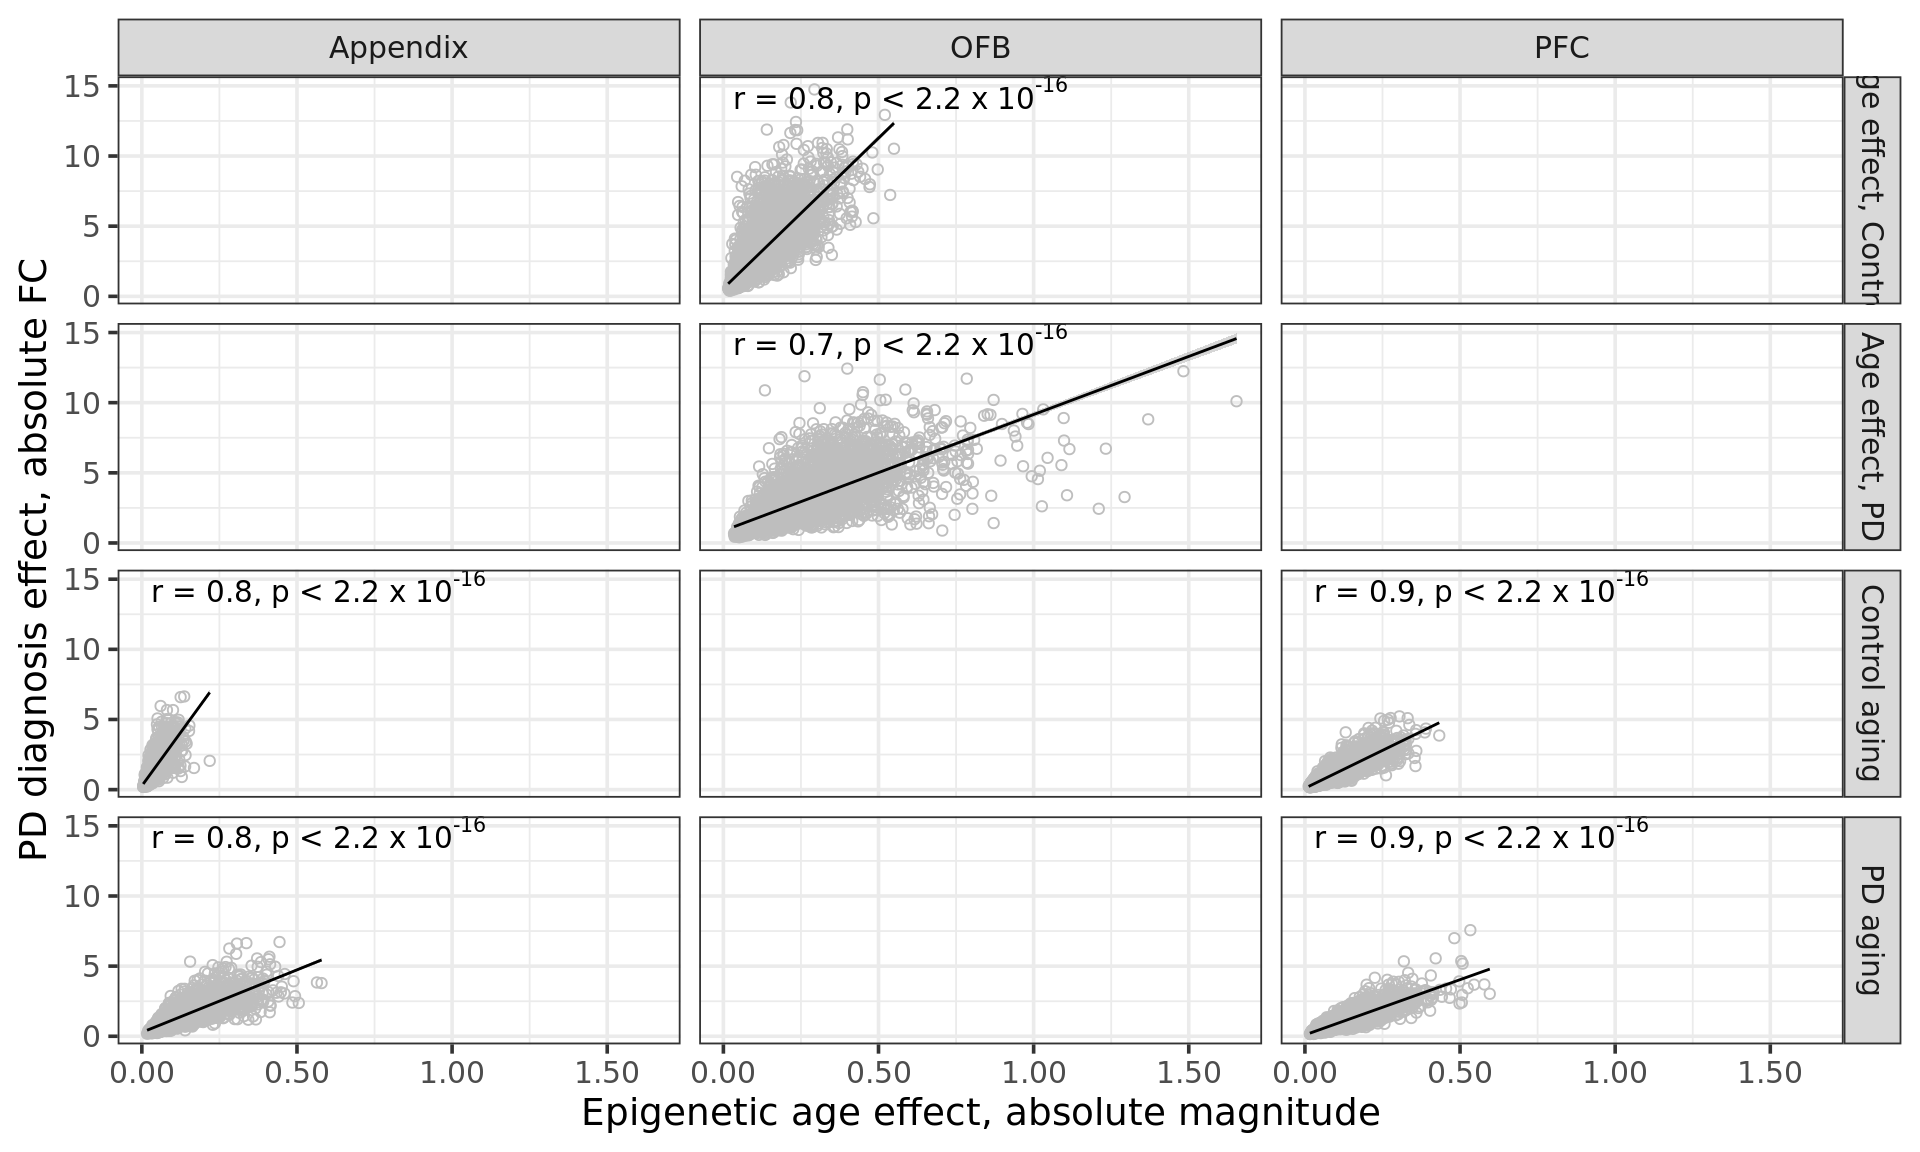 Appendix
OFB
PFC
PD diagnosis effect, absolute FC
15
10
5
0
r = 0.8, p < 2.2 x 10-16
ge effect, Contr
15
10
5
0
r = 0.7, p < 2.2 x 10-16
Age effect, PD
15
10
5
0
r = 0.8, p < 2.2 x 10-16
r = 0.9, p < 2.2 x 10-16
Control aging
15
10
5
0
r = 0.8, p < 2.2 x 10-16
r = 0.9, p < 2.2 x 10-16
PD aging
0.00 0.50 1.00 1.50
0.00 0.50 1.00 1.50
0.00 0.50 1.00 1.50
Epigenetic age effect, absolute magnitude